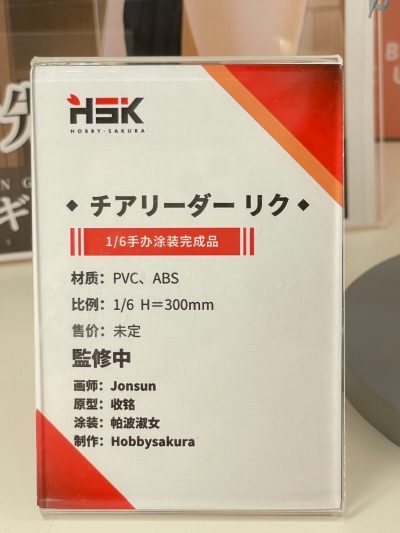 HSK
HOBBY·SAKURA
◆ チアリーダー リク ◆
1/6手办涂装完成品
材质：PVC、ABS
比例：1/6 H＝300mm
售价：未定
監修中
画师：Jonsun
原型：收铭
涂装：帕波淑女
制作：Hobbysakura